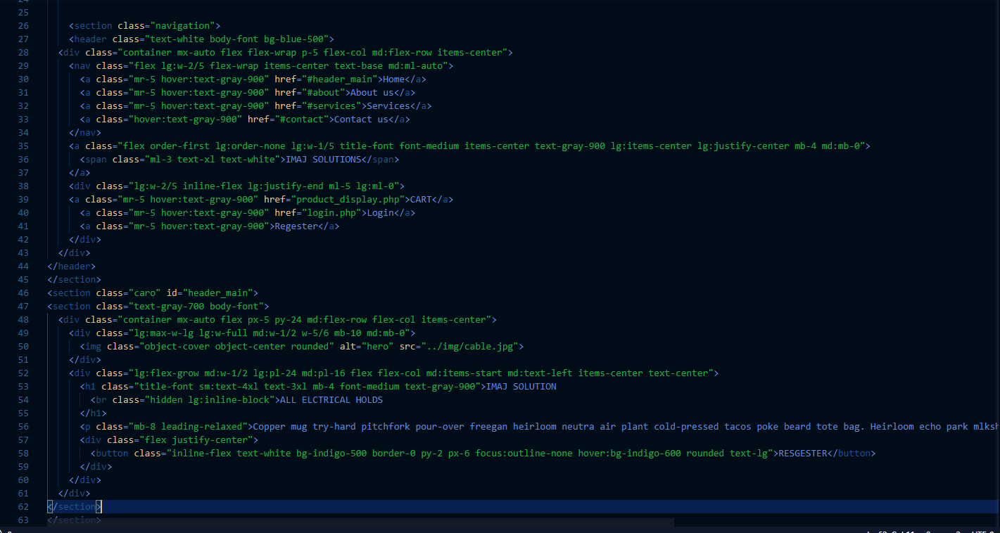 24
25
26 <section class="navigation">
27 <header class="text-white body-font bg-blue-500">
28 <div class="container mx-auto flex flex-wrap p-5 flex-col md:flex-row items-center">
29 <nav class="flex lg:w-2/5 flex-wrap items-center text-base md:ml-auto">
30 <a class="mr-5 hover:text-gray-900" href="#header_main">Home</a>
31 <a class="mr-5 hover:text-gray-900" href="#about">About us</a>
32 <a class="mr-5 hover:text-gray-900" href="#services">Services</a>
33 <a class="hover:text-gray-900" href="#contact">Contact us</a>
34 </nav>
35 <a class="flex order-first lg:order-none lg:w-1/5 title-font font-medium items-center text-gray-900 lg:items-center lg:justify-center mb-4 md:mb-0">
36 <span class="ml-3 text-xl text-white">IMAJ SOLUTIONS</span>
37 </a>
38 <div class="lg:w-2/5 inline-flex lg:justify-end ml-5 lg:ml-0">
39 <a class="mr-5 hover:text-gray-900" href="product_display.php">CART</a>
40 <a class="mr-5 hover:text-gray-900" href="login.php">Login</a>
41 <a class="mr-5 hover:text-gray-900">Regester</a>
42 </div>
43 </div>
44 </header>
45 </section>
46 <section class="caro" id="header_main">
47 <section class="text-gray-700 body-font">
48 <div class="container mx-auto flex px-5 py-24 md:flex-row flex-col items-center">
49 <div class="lg:max-w-lg lg:w-full md:w-1/2 w-5/6 mb-10 md:mb-0">
50 <img class="object-cover object-center rounded" alt="hero" src="../img/cable.jpg">
51 </div>
52 <div class="lg:flex-grow md:w-1/2 lg:pl-24 md:pl-16 flex flex-col md:items-start md:text-left items-center text-center">
53 <h1 class="title-font sm:text-4xl text-3xl mb-4 font-medium text-gray-900">IMAJ SOLUTION
54 <br class="hidden lg:inline-block">ALL ELCTRICAL HOLDS
55 </h1>
56 <p class="mb-8 leading-relaxed">Copper mug try-hard pitchfork pour-over freegan heirloom neutra air plant cold-pressed tacos poke beard tote bag. Heirloom echo park mlksh
57 <div class="flex justify-center">
58 <button class="inline-flex text-white bg-indigo-500 border-0 py-2 px-6 focus:outline-none hover:bg-indigo-600 rounded text-lg">RESGESTER</button>
59 </div>
60 </div>
61 </div>
62 </section>
63 </section>